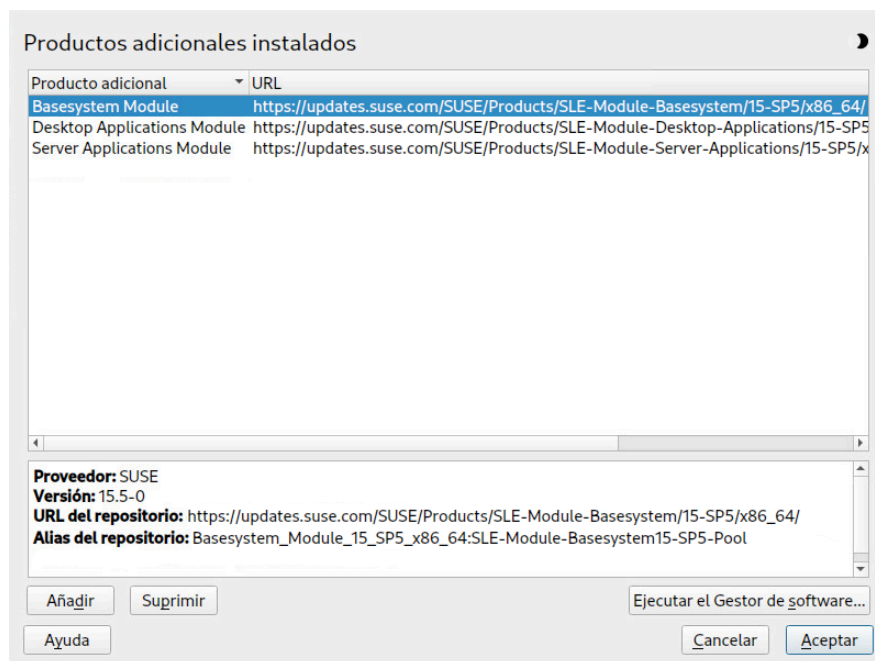 Productos adicionales instalados
Producto adicional URL
Basesystem Module https://updates.suse.com/SUSE/Products/SLE-Module-Basesystem/15-SP5/x86_64/
Desktop Applications Module https://updates.suse.com/SUSE/Products/SLE-Module-Desktop-Applications/15-SP5
Server Applications Module https://updates.suse.com/SUSE/Products/SLE-Module-Server-Applications/15-SP5/x
Proveedor: SUSE
Versión: 15.5-0
URL del repositorio: https://updates.suse.com/SUSE/Products/SLE-Module-Basesystem/15-SP5/x86_64/
Alias del repositorio: Basesystem_Module_15_SP5_x86_64:SLE-Module-Basesystem15-SP5-Pool
Añadir Suprimir Ejecutar el Gestor de software...
Ayuda Cancelar Aceptar